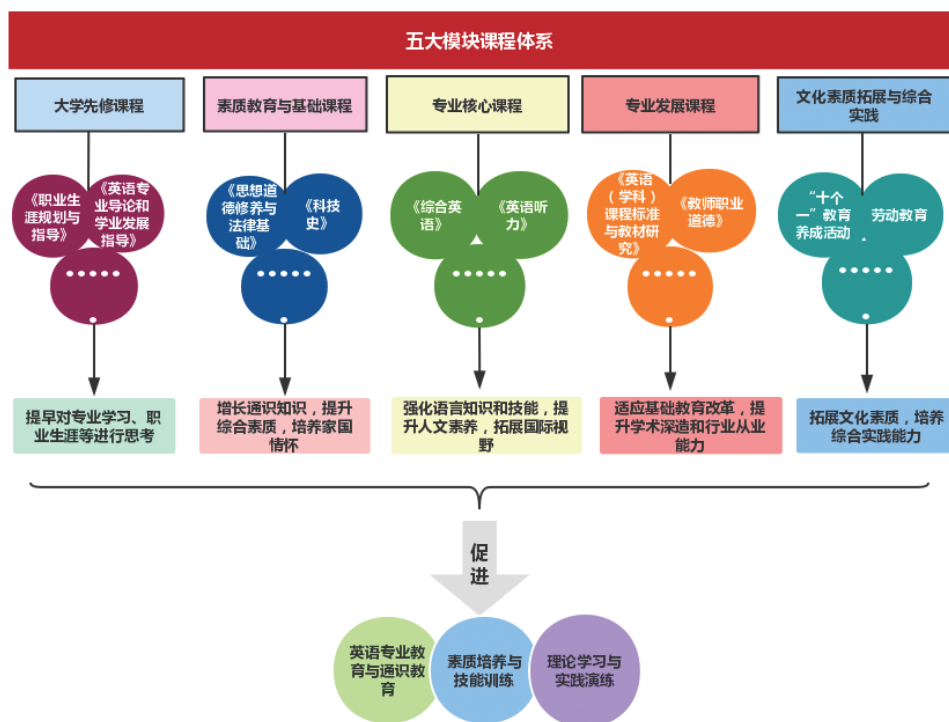 五大模块课程体系
大学先修课程
素质教育与基础课程
专业核心课程
专业发展课程
文化素质拓展与综合
实践
《职业生
涯规划与
指导》
《英语专
业导论和
学业发展
指导》
······
《思想道
德修养与
法律基
础》
《科技
史》
······
《综合英
语》
《英语听
力》
······
《英语
（学科）
课程标准
与教材研
究》
《教师职业
道德》
······
“十个
一”教育
养成活动
劳动教育
······
提早对专业学习、职
业生涯等进行思考
增长通识知识，提升
综合素质，培养家国
情怀
强化语言知识和技能，提
升人文素养，拓展国际视
野
适应基础教育改革，提
升学术深造和行业从业
能力
拓展文化素质，培养
综合实践能力
促
进
英语专业教
育与通识教
育
素质培养与
技能训练
理论学习与
实践演练